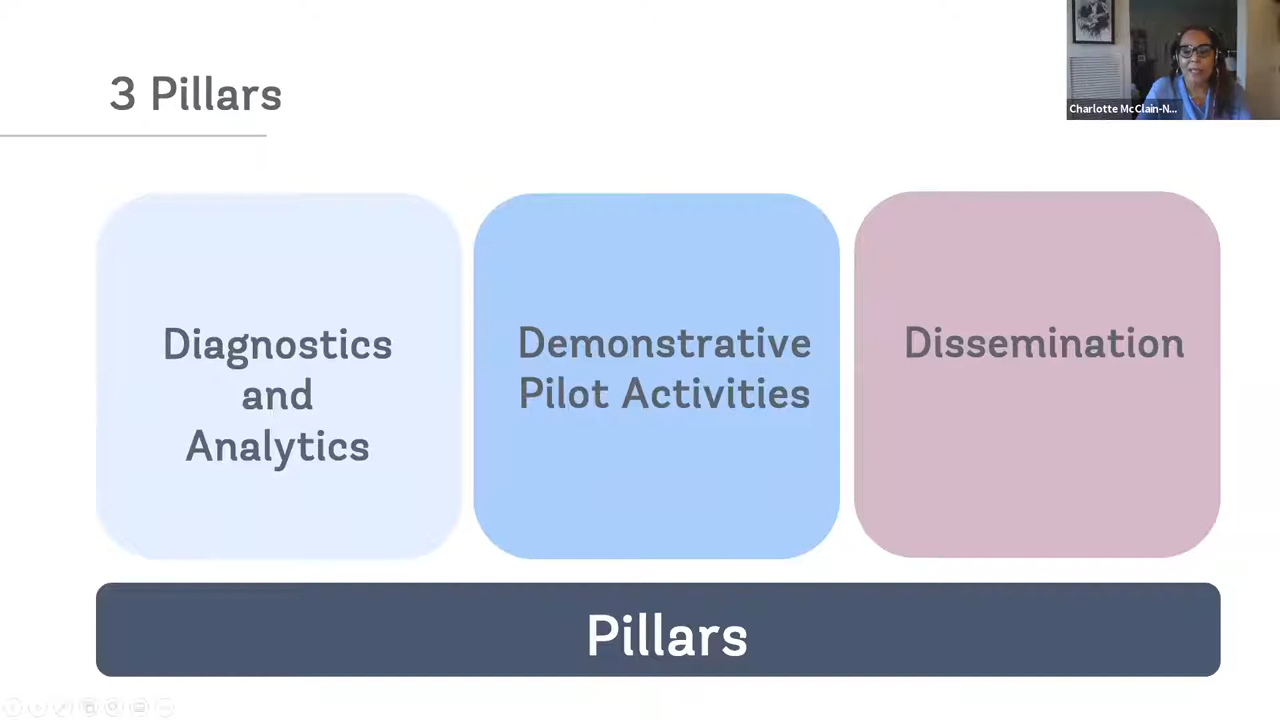 3 Pillars
Charlotte McClain-N...
Diagnostics
and
Analytics
Demonstrative
Pilot Activities
Dissemination
Pillars